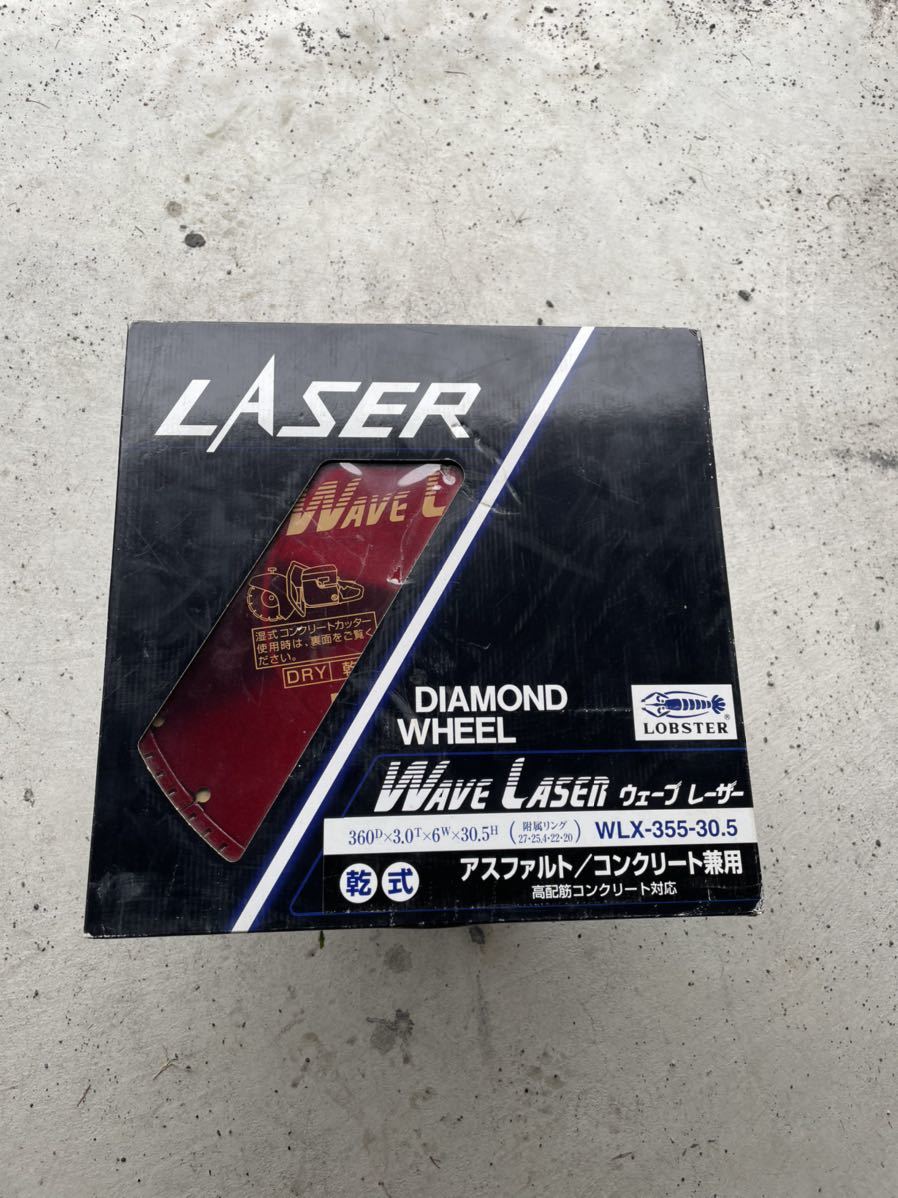 LASER
WAVE L
湿式コンクリートカッター
使用時は、裏面をご覧く
ださい。
DRY 乾
DIAMOND
WHEEL
LOBSTER®
WAVE LASER ウェーブ レーザー
360D×3.0T×6W×30.5H (附属リング 27・25.4・22・20) WLX-355-30.5
乾式 アスファルト/コンクリート兼用
高配筋コンクリート対応